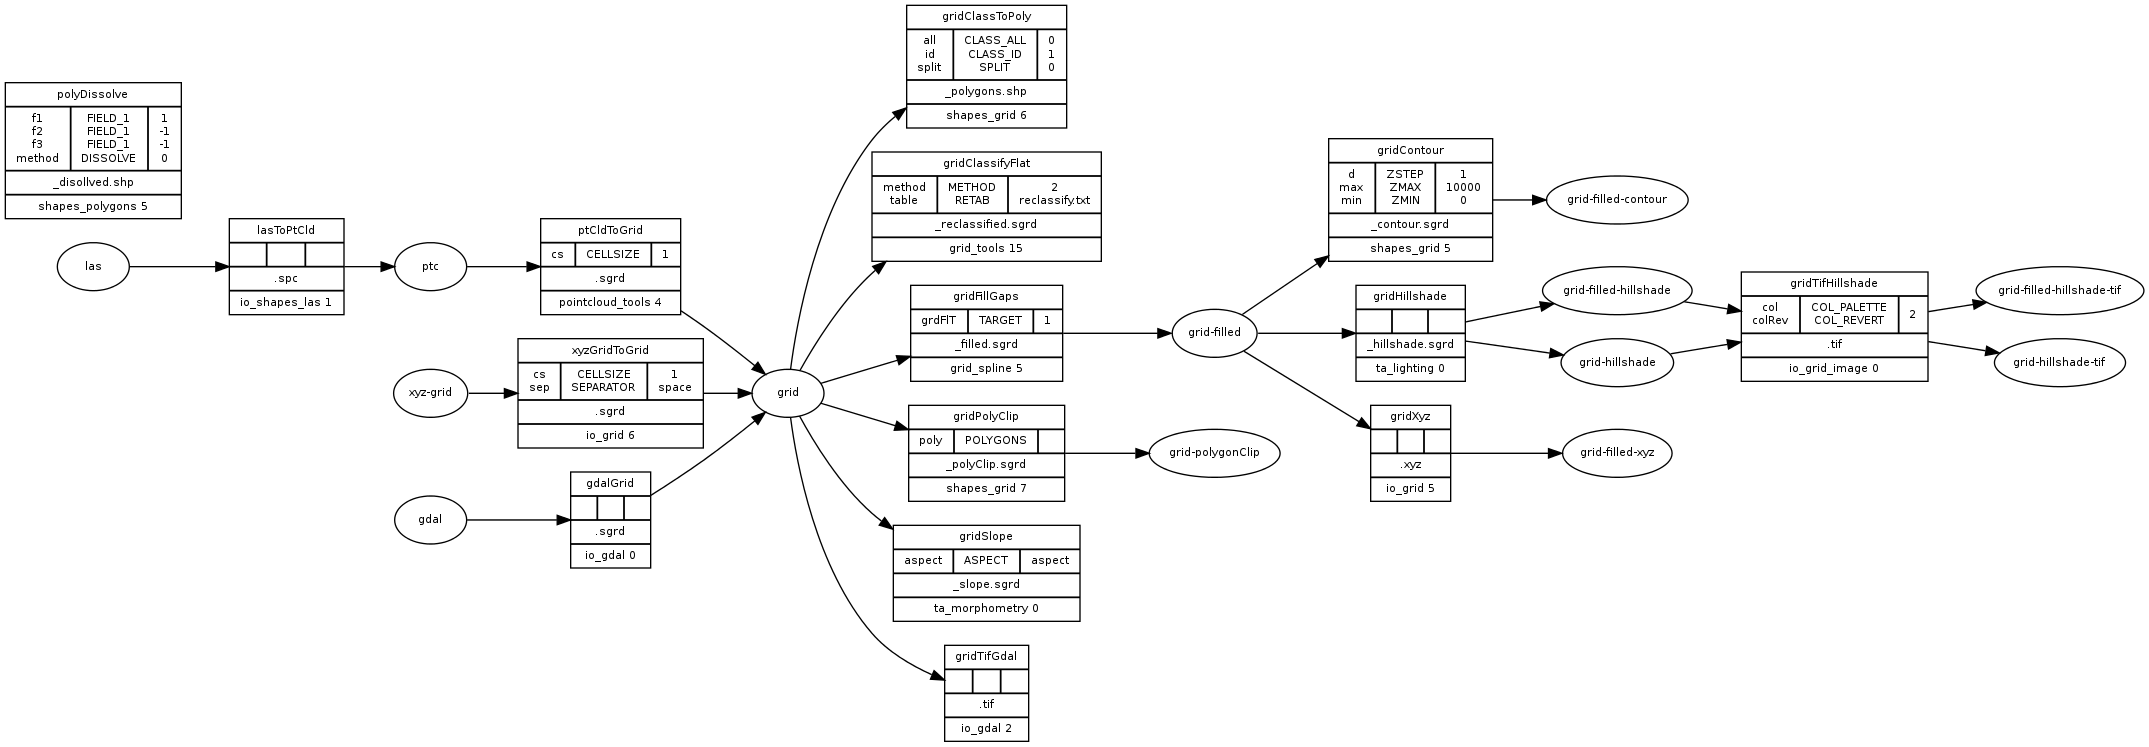 polyDissolve
f1 FIELD_1 1
f2 FIELD_1 -1
f3 FIELD_1 -1
method DISSOLVE 0
_disollved.shp
shapes_polygons 5
las
lasToPtCld
.spc
io_shapes_las 1
ptc
xyz-grid
gdal
ptCldToGrid
cs CELLSIZE 1
.sgrd
pointcloud_tools 4
xyzGridToGrid
cs CELLSIZE 1
sep SEPARATOR space
.sgrd
io_grid 6
gdalGrid
.sgrd
io_gdal 0
grid
gridClassToPoly
all CLASS_ALL 0
id CLASS_ID 1
split SPLIT 0
_polygons.shp
shapes_grid 6
gridClassifyFlat
method METHOD 2
table RETAB reclassify.txt
_reclassified.sgrd
grid_tools 15
gridFillGaps
grdFlT TARGET 1
_filled.sgrd
grid_spline 5
gridPolyClip
poly POLYGONS
_polyClip.sgrd
shapes_grid 7
gridSlope
aspect ASPECT aspect
_slope.sgrd
ta_morphometry 0
gridTifGdal
.tif
io_gdal 2
grid-filled
grid-polygonClip
gridContour
d ZSTEP 1
max ZMAX 10000
min ZMIN 0
_contour.sgrd
shapes_grid 5
gridHillshade
_hillshade.sgrd
ta_lighting 0
gridXyz
.xyz
io_grid 5
grid-filled-contour
grid-filled-hillshade
grid-hillshade
grid-filled-xyz
gridTifHillshade
col COL_PALETTE 2
colRev COL_REVERT
.tif
io_grid_image 0
grid-filled-hillshade-tif
grid-hillshade-tif